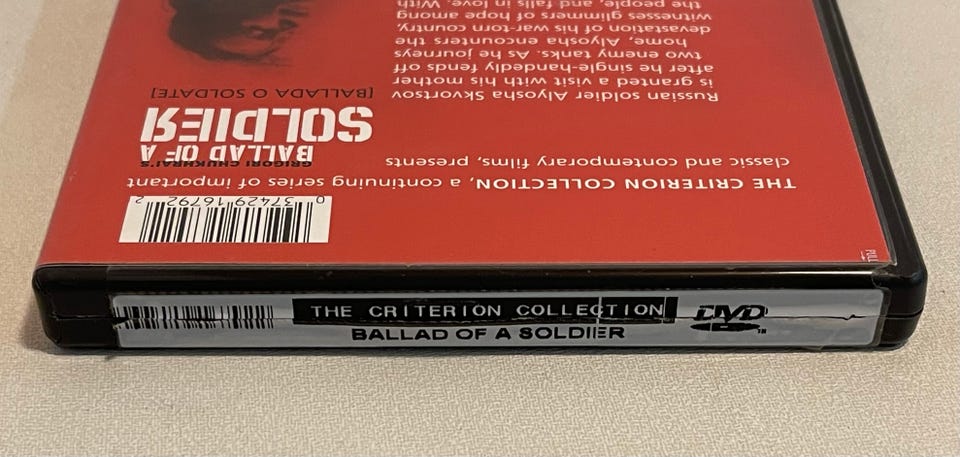 THE CRITERION COLLECTION, a continuing series of important
classic and contemporary films, presents
GRIGORI CHUKHRAI'S
BALLAD OF A
SOLDIER
[BALLADA O SOLDATE]
Russian soldier Alyosha Skvortsov
is granted a visit with his mother
after he single-handedly fends off
two enemy tanks. As he journeys
home, Alyosha encounters the
devastation of his war-torn country,
witnesses glimmers of hope among
the people, and falls in love. With
0 37429 16792 2
PULL
THE CRITERION COLLECTION
BALLAD OF A SOLDIER
DVD
TM